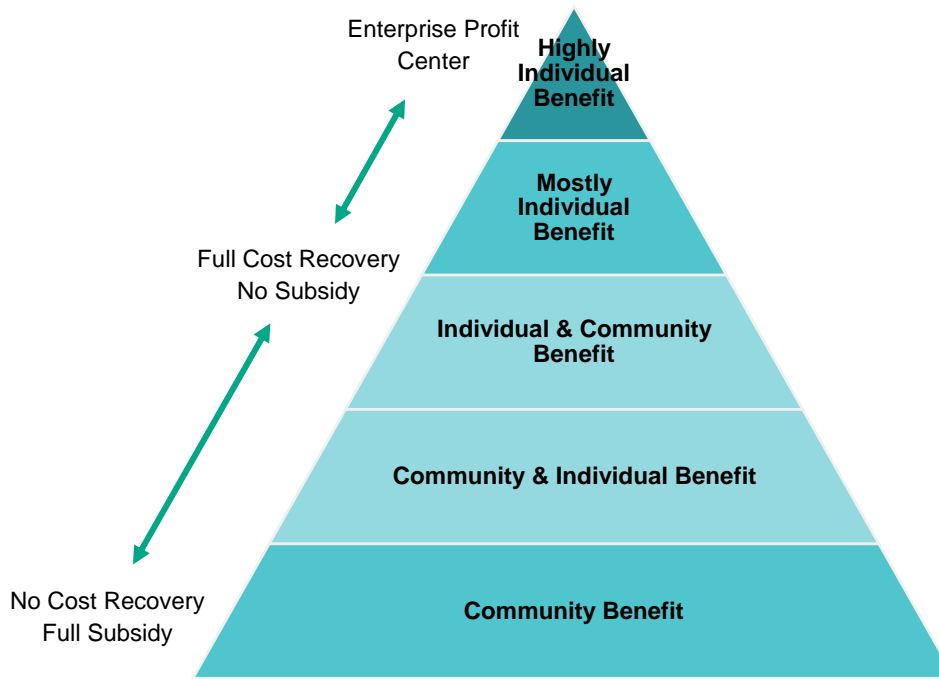 Enterprise Profit
Center
Highly
Individual
Benefit
Mostly
Individual
Benefit
Full Cost Recovery
No Subsidy
Individual & Community
Benefit
Community & Individual Benefit
No Cost Recovery
Full Subsidy
Community Benefit